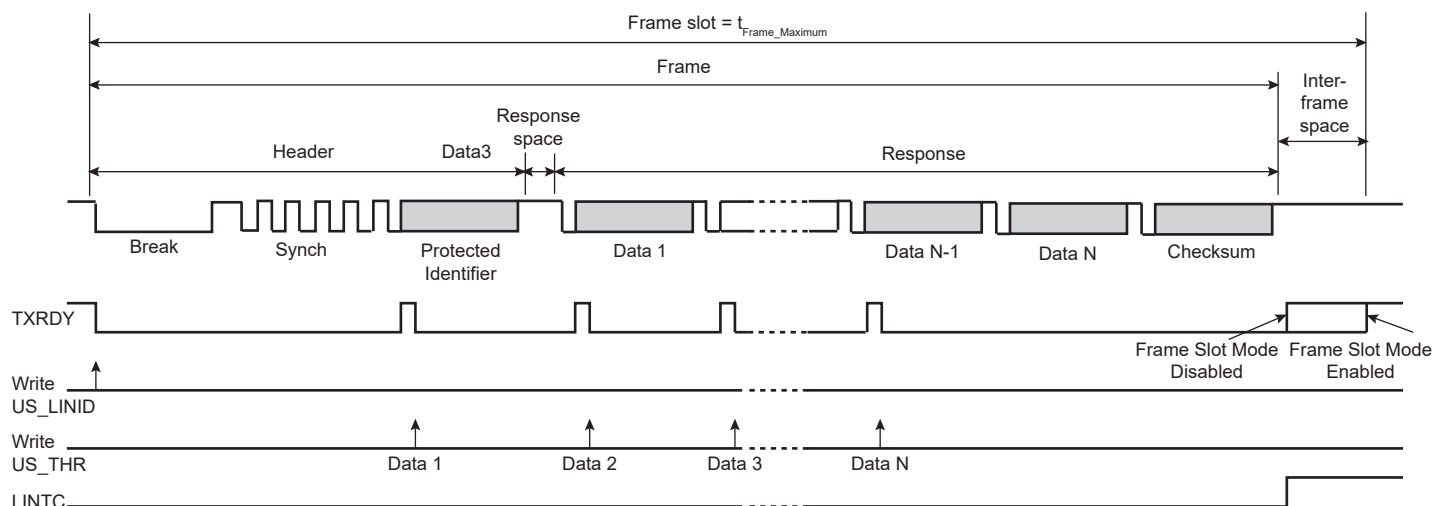 Frame slot = tFrame_Maximum
Frame
Inter-
frame
space
Response
space
Header
Data3
Response
Break
Synch
Protected
Identifier
Data 1
Data N-1
Data N
Checksum
TXRDY
Frame Slot Mode
Disabled
Frame Slot Mode
Enabled
Write
US_LINID
Write
US_THR
Data 1
Data 2
Data 3
Data N
LINTC